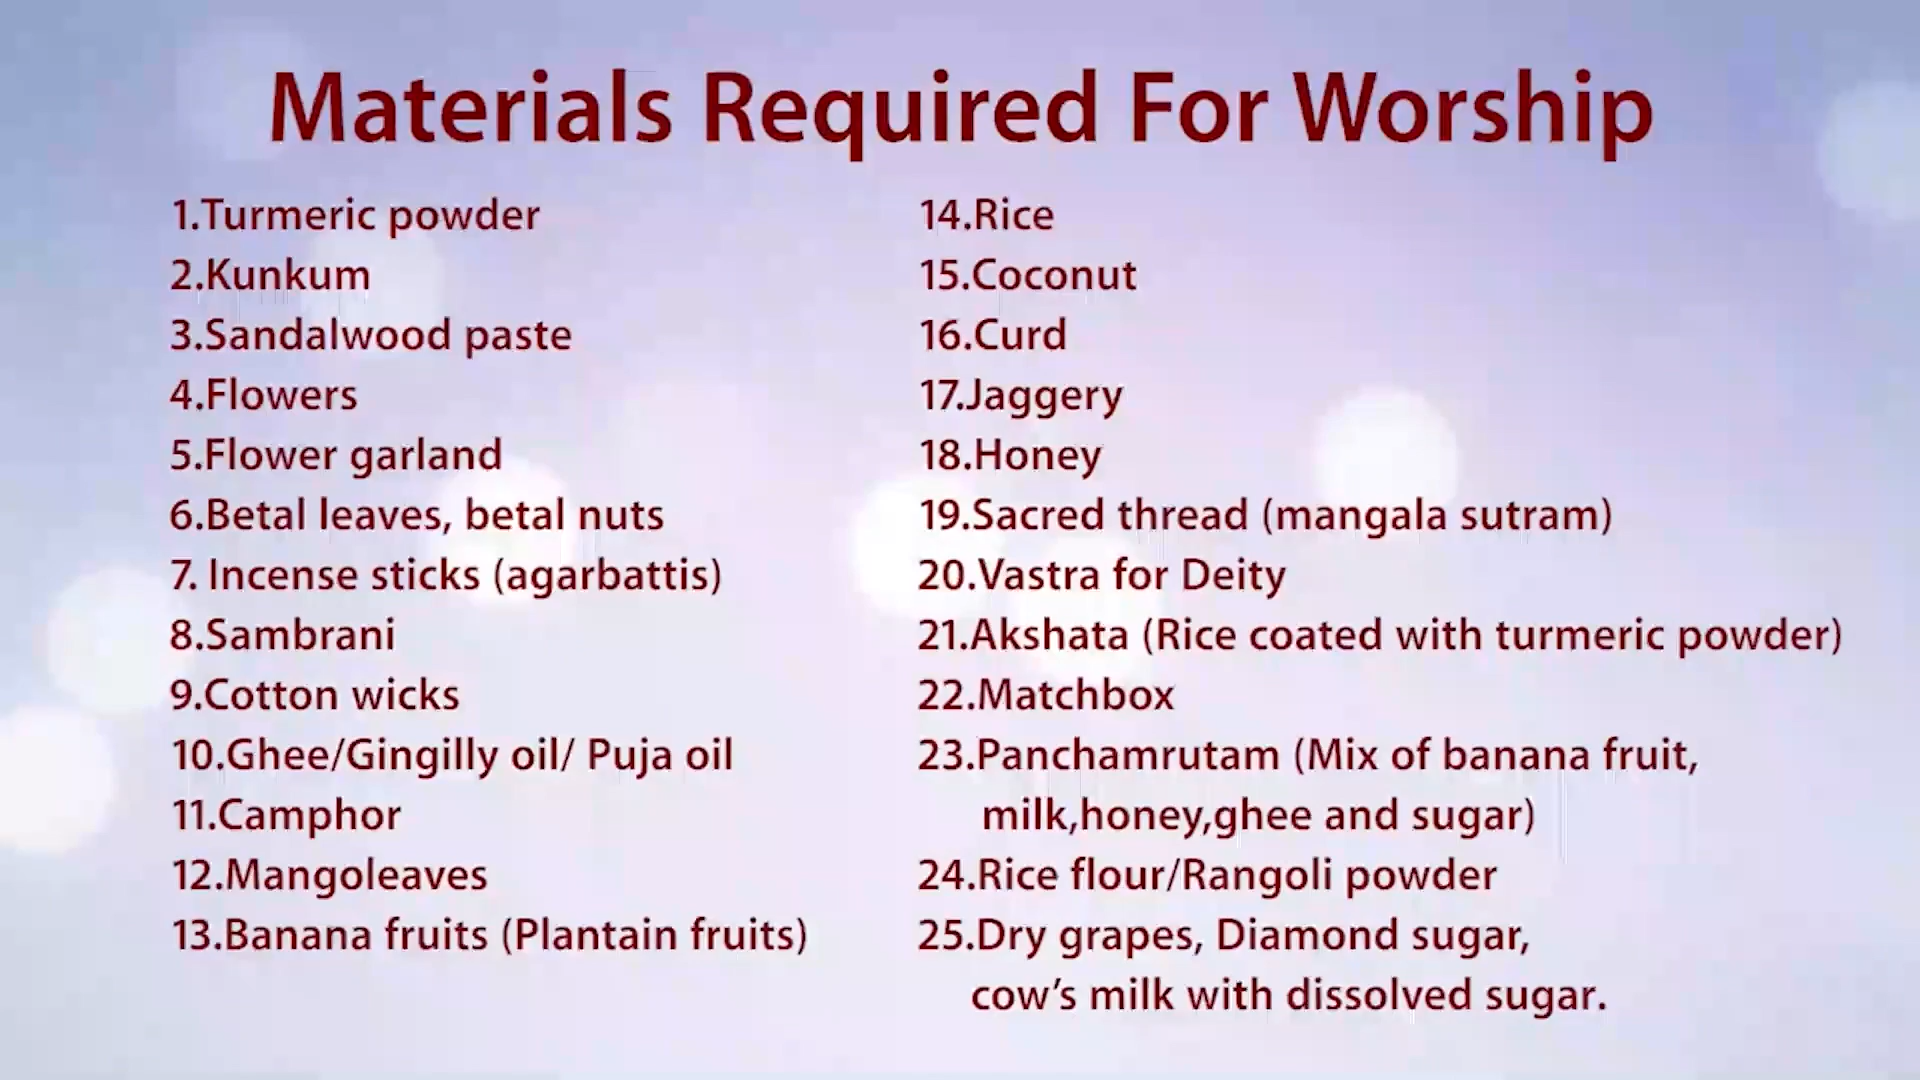 Materials Required For Worship
1.Turmeric powder
2.Kunkum
3.Sandalwood paste
4.Flowers
5.Flower garland
6.Betal leaves, betal nuts
7. Incense sticks (agarbattis)
8.Sambrani
9.Cotton wicks
10.Ghee/Gingilly oil/ Puja oil
11.Camphor
12.Mangoleaves
13.Banana fruits (Plantain fruits)
14.Rice
15.Coconut
16.Curd
17.Jaggery
18.Honey
19.Sacred thread (mangala sutram)
20.Vastra for Deity
21.Akshata (Rice coated with turmeric powder)
22.Matchbox
23.Panchamrutam (Mix of banana fruit,
milk,honey,ghee and sugar)
24.Rice flour/Rangoli powder
25.Dry grapes, Diamond sugar,
cow’s milk with dissolved sugar.